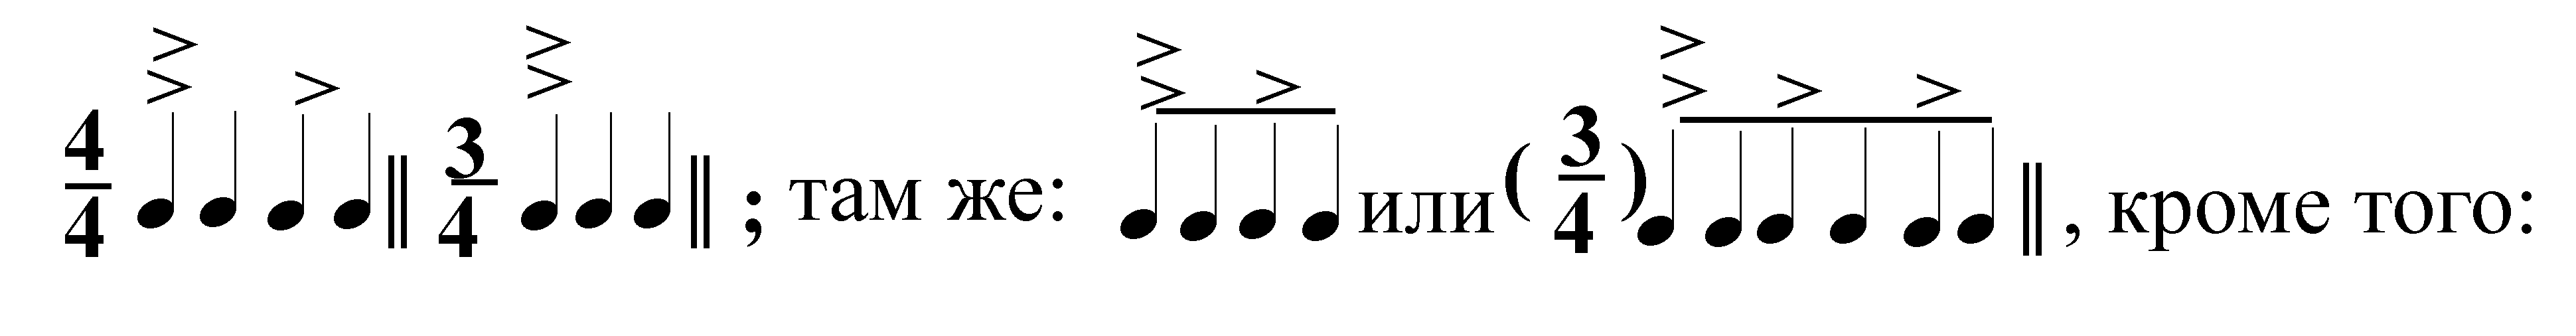 4/4 3/4 ; там же: или ( 3/4 ) , кроме того: